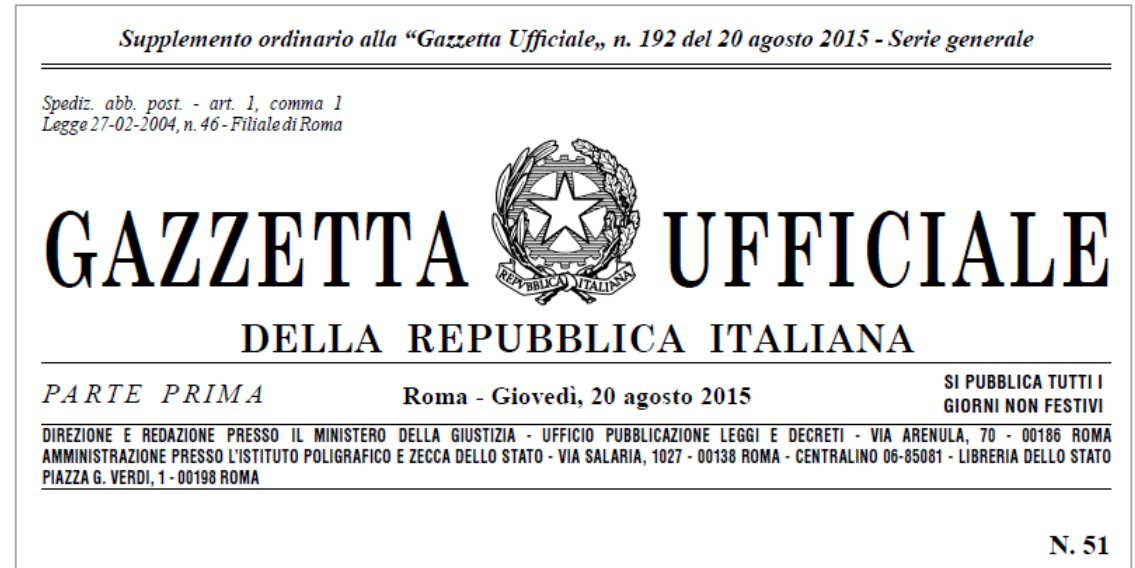 Supplemento ordinario alla “Gazzetta Ufficiale„ n. 192 del 20 agosto 2015 - Serie generale
Spediz. abb. post. - art. 1, comma 1
Legge 27-02-2004, n. 46 - Filiale di Roma
GAZZETTA UFFICIALE
REPVBBLICA ITALIANA
DELLA REPUBBLICA ITALIANA
PARTE PRIMA
Roma - Giovedì, 20 agosto 2015
SI PUBBLICA TUTTI I
GIORNI NON FESTIVI
DIREZIONE E REDAZIONE PRESSO IL MINISTERO DELLA GIUSTIZIA - UFFICIO PUBBLICAZIONE LEGGI E DECRETI - VIA ARENULA, 70 - 00186 ROMA
AMMINISTRAZIONE PRESSO L’ISTITUTO POLIGRAFICO E ZECCA DELLO STATO - VIA SALARIA, 1027 - 00138 ROMA - CENTRALINO 06-85081 - LIBRERIA DELLO STATO
PIAZZA G. VERDI, 1 - 00198 ROMA
N. 51